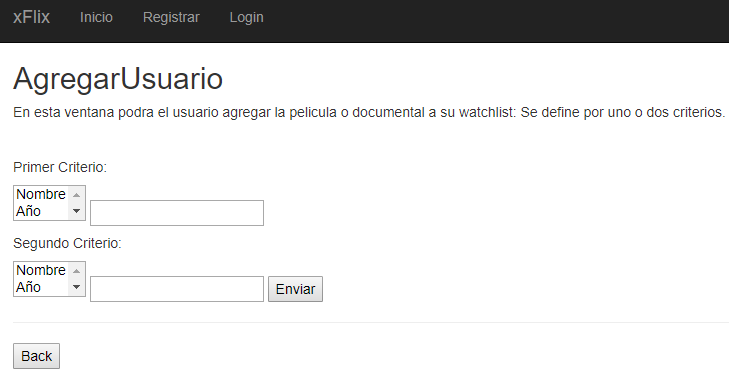 xFlix Inicio Registrar Login
AgregarUsuario
En esta ventana podra el usuario agregar la pelicula o documental a su watchlist: Se define por uno o dos criterios.
Primer Criterio:
Nombre
Año
Segundo Criterio:
Nombre
Año
Enviar
Back